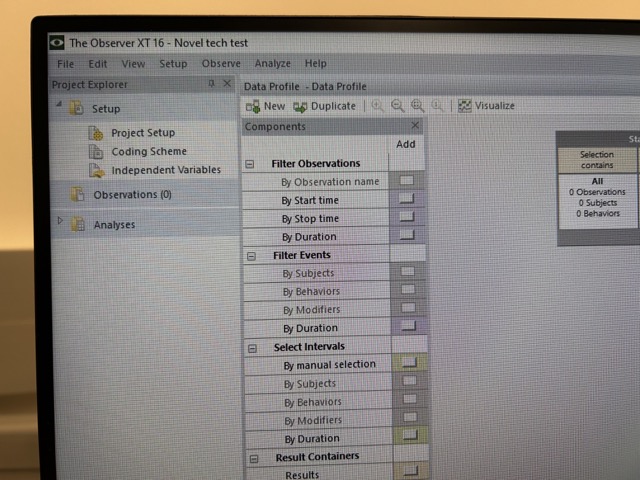 The Observer XT 16 - Novel tech test
File Edit View Setup Observe Analyze Help
Project Explorer
Setup
Project Setup
Coding Scheme
Independent Variables
Observations (0)
Analyses
Data Profile - Data Profile
New Duplicate Visualize
Components
Add
Filter Observations
By Observation name
By Start time
By Stop time
By Duration
Filter Events
By Subjects
By Behaviors
By Modifiers
By Duration
Select Intervals
By manual selection
By Subjects
By Behaviors
By Modifiers
By Duration
Result Containers
Results
Selection
contains
All
0 Observations
0 Subjects
0 Behaviors